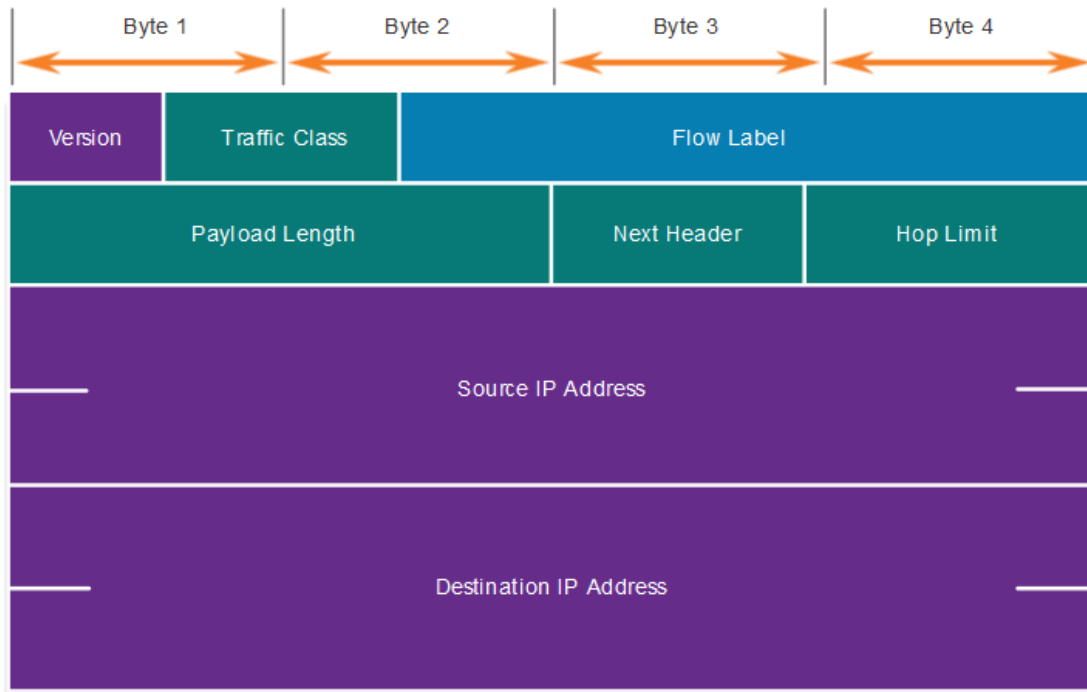 Byte 1 Byte 2 Byte 3 Byte 4
Version Traffic Class Flow Label
Payload Length Next Header Hop Limit
Source IP Address
Destination IP Address